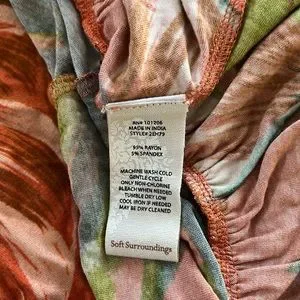 RN# 101206
MADE IN INDIA
STYLE# 2EH79
95% RAYON
5% SPANDEX
MACHINE WASH COLD
GENTLE CYCLE
ONLY NON-CHLORINE
BLEACH WHEN NEEDED
TUMBLE DRY LOW
COOL IRON IF NEEDED
MAY BE DRY CLEANED
Soft Surroundings